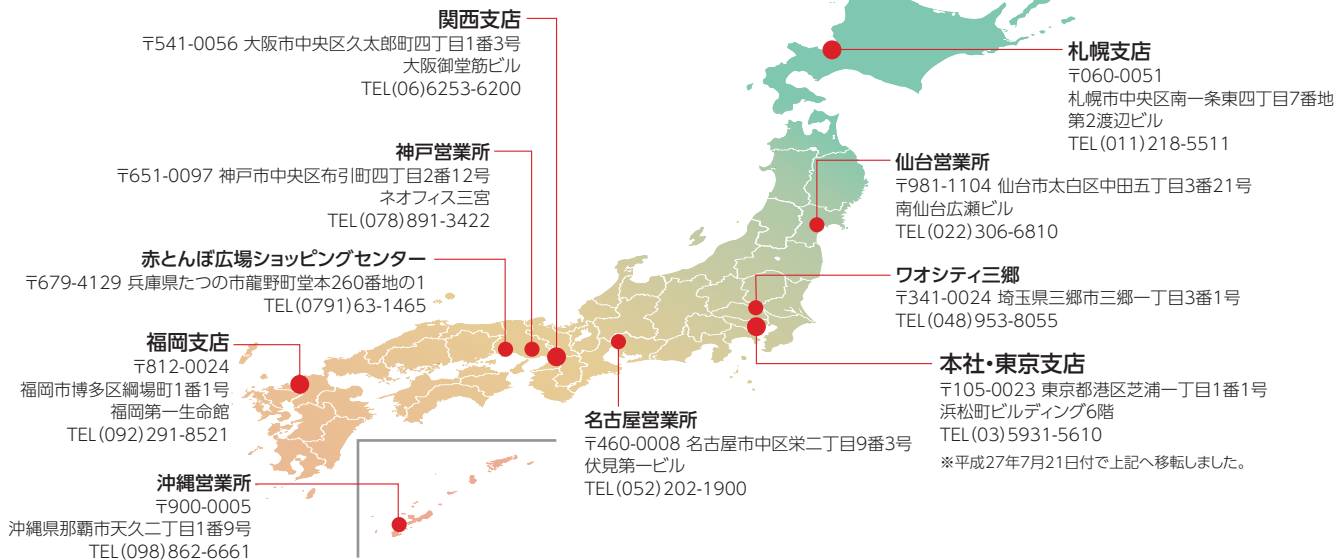 関西支店
〒541-0056 大阪市中央区久太郎町四丁目1番3号
大阪御堂筋ビル
TEL(06)6253-6200
神戸営業所
〒651-0097 神戸市中央区布引町四丁目2番12号
ネオフィス三宮
TEL(078)891-3422
赤とんぼ広場ショッピングセンター
〒679-4129 兵庫県たつの市龍野町堂本260番地の1
TEL(0791)63-1465
福岡支店
〒812-0024
福岡市博多区綱場町1番1号
福岡第一生命館
TEL(092)291-8521
沖縄営業所
〒900-0005
沖縄県那覇市天久二丁目1番9号
TEL(098)862-6661
札幌支店
〒060-0051
札幌市中央区南一条東四丁目7番地
第2渡辺ビル
TEL(011)218-5511
仙台営業所
〒981-1104 仙台市太白区中田五丁目3番21号
南仙台広瀬ビル
TEL(022)306-6810
ワオシティ三郷
〒341-0024 埼玉県三郷市三郷一丁目3番1号
TEL(048)953-8055
本社・東京支店
〒105-0023 東京都港区芝浦一丁目1番1号
浜松町ビルディング6階
TEL(03)5931-5610
※平成27年7月21日付で上記へ移転しました。
名古屋営業所
〒460-0008 名古屋市中区栄二丁目9番3号
伏見第一ビル
TEL(052)202-1900